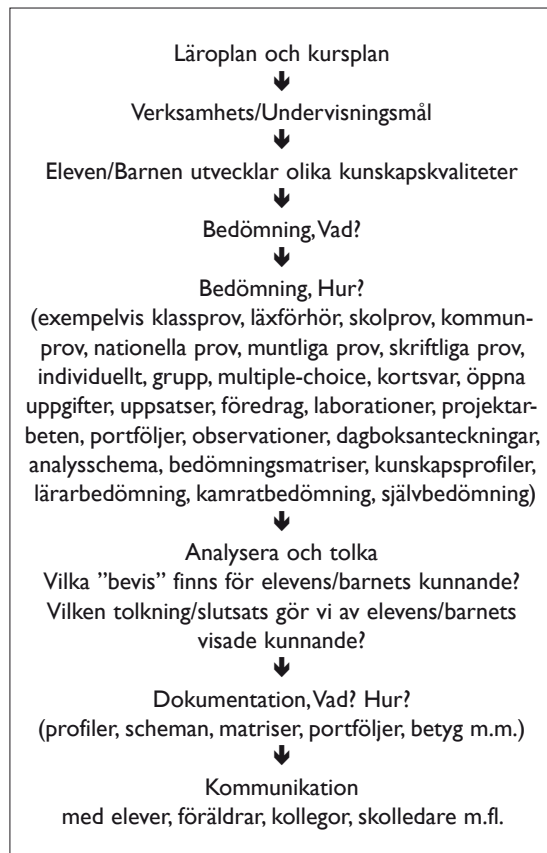 Läroplan och kursplan
Verksamhets/Undervisningsmål
Eleven/Barnen utvecklar olika kunskapskvaliteter
Bedömning, Vad?
Bedömning, Hur?
(exempelvis klassprov, läxförhör, skolprov, kommun-
prov, nationella prov, muntliga prov, skriftliga prov,
individuellt, grupp, multiple-choice, kortsvar, öppna
uppgifter, uppsatser, föredrag, laborationer, projektar-
beten, portföljer, observationer, dagboksanteckningar,
analysschema, bedömningsmatriser, kunskapsprofiler,
lärarbedömning, kamratbedömning, självbedömning)
Analysera och tolka
Vilka ”bevis” finns för elevens/barnets kunnande?
Vilken tolkning/slutsats gör vi av elevens/barnets
visade kunnande?
Dokumentation, Vad? Hur?
(profiler, scheman, matriser, portföljer, betyg m.m.)
Kommunikation
med elever, föräldrar, kollegor, skolledare m.fl.